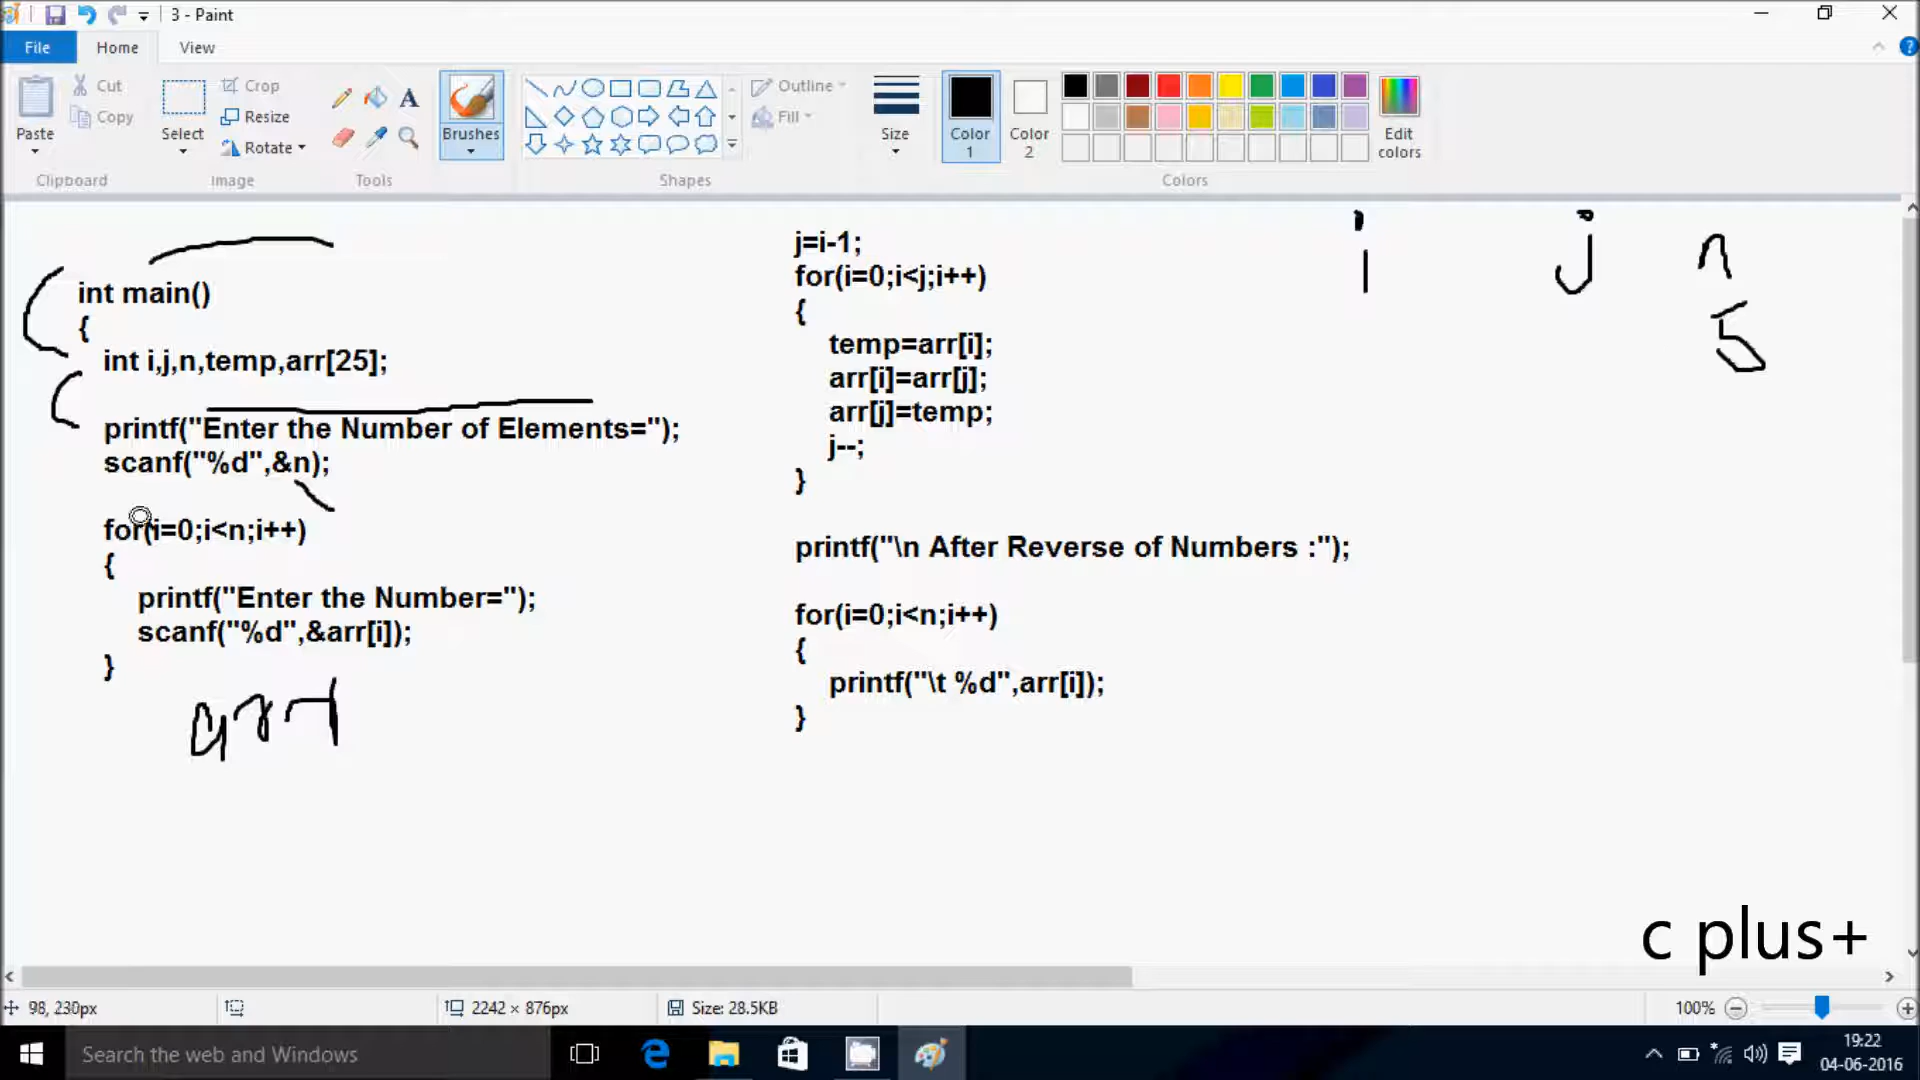 3 - Paint
File
Home
View
Paste
Cut
Copy
Clipboard
Select
Crop
Resize
Rotate
Image
Tools
Brushes
Outline
Fill
Shapes
Size
Color 1
Color 2
Edit colors
Colors
int main()
{
int i,j,n,temp,arr[25];
printf("Enter the Number of Elements=");
scanf("%d",&n);
for(i=0;i<n;i++)
{
printf("Enter the Number=");
scanf("%d",&arr[i]);
}
arr
j=i-1;
for(i=0;i<j;i++)
{
temp=arr[i];
arr[i]=arr[j];
arr[j]=temp;
j--;
}
printf("\n After Reverse of Numbers :");
for(i=0;i<n;i++)
{
printf("\t %d",arr[i]);
}
i j n
5
c plus+
98, 230px
2242 × 876px
Size: 28.5KB
100%
Search the web and Windows
19:22
04-06-2016